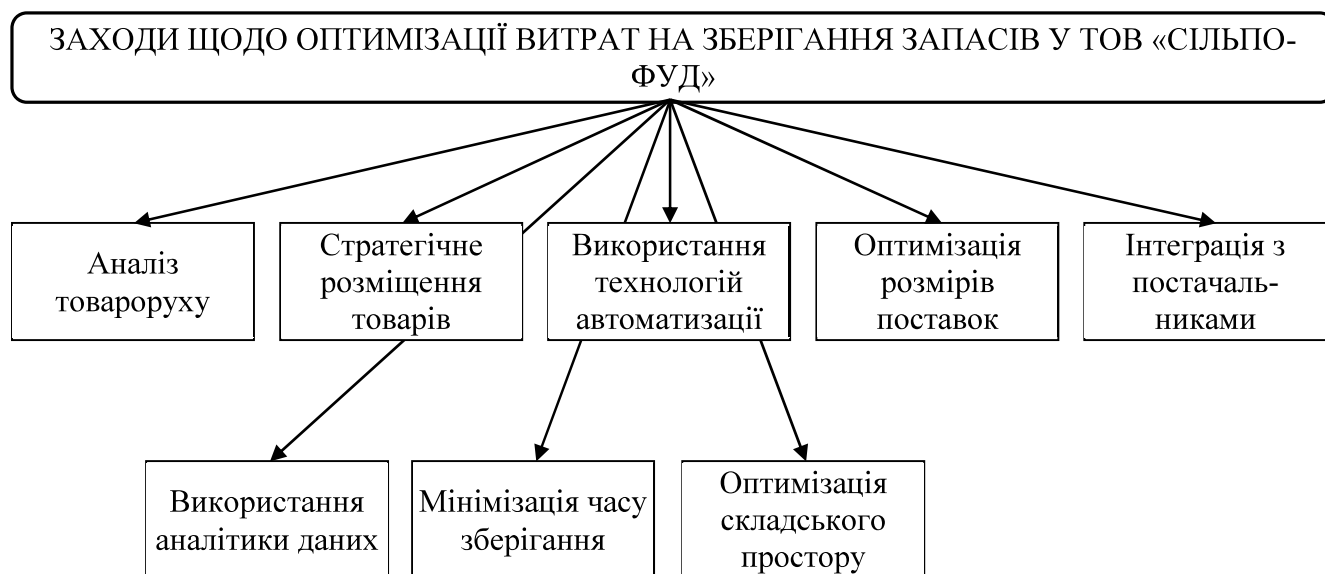 ЗАХОДИ ЩОДО ОПТИМІЗАЦІЇ ВИТРАТ НА ЗБЕРІГАННЯ ЗАПАСІВ У ТОВ «СІЛЬПО-
ФУД»
Аналіз
товароруху
Стратегічне
розміщення
товарів
Використання
технологій
автоматизації
Оптимізація
розмірів
поставок
Інтеграція з
постачаль-
никами
Використання
аналітики даних
Мінімізація часу
зберігання
Оптимізація
складського
простору